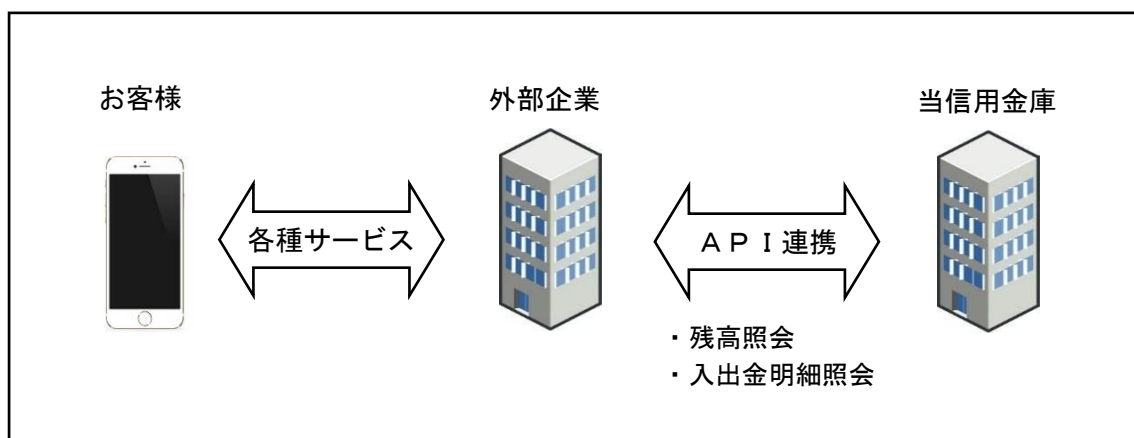 お客様
外部企業
当信用金庫
各種サービス
ＡＰＩ連携
・残高照会
・入出金明細照会